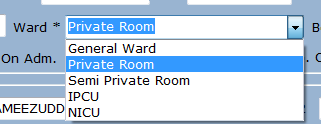 Ward * Private Room B
On Adm. General Ward
Private Room
Semi Private Room
IPCU
AMEEZUDD NICU